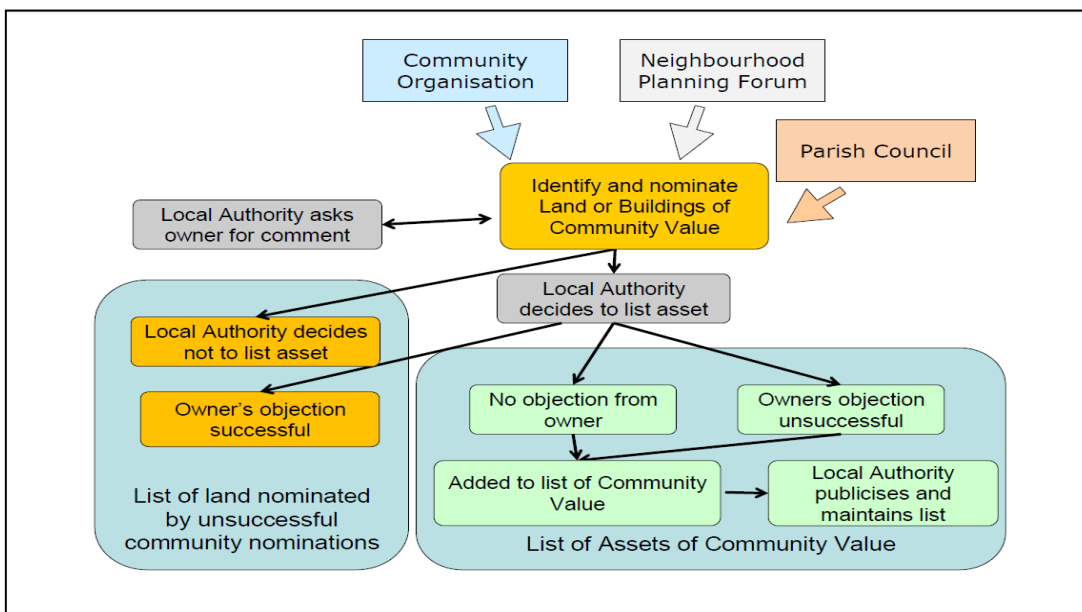 Community
Organisation
Neighbourhood
Planning Forum
Parish Council
Identify and nominate
Land or Buildings of
Community Value
Local Authority asks
owner for comment
Local Authority
decides to list asset
Local Authority decides
not to list asset
Owner's objection
successful
No objection from
owner
Owners objection
unsuccessful
Added to list of Community
Value
Local Authority
publicises and
maintains list
List of land nominated
by unsuccessful
community nominations
List of Assets of Community Value